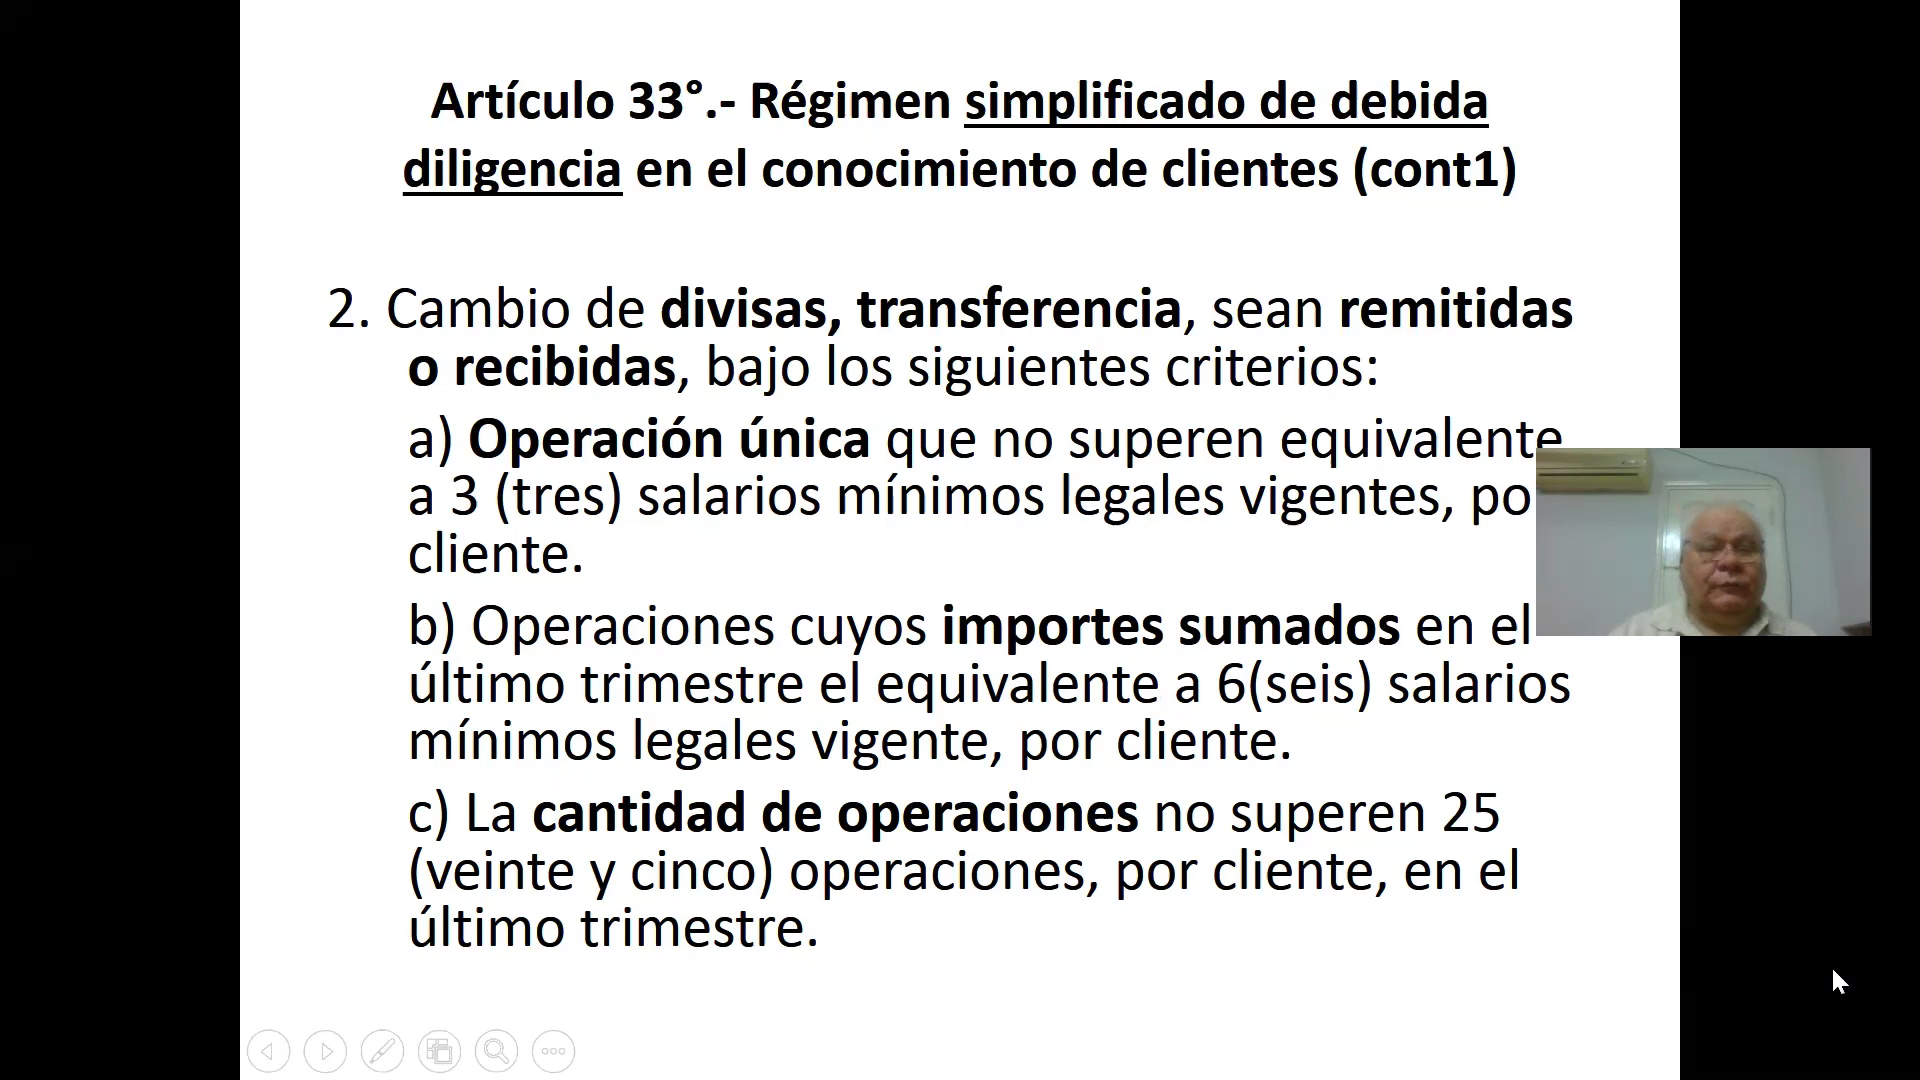 Artículo 33°.- Régimen simplificado de debida
diligencia en el conocimiento de clientes (cont1)
2. Cambio de divisas, transferencia, sean remitidas
o recibidas, bajo los siguientes criterios:
a) Operación única que no superen equivalente
a 3 (tres) salarios mínimos legales vigentes, po
cliente.
b) Operaciones cuyos importes sumados en el
último trimestre el equivalente a 6(seis) salarios
mínimos legales vigente, por cliente.
c) La cantidad de operaciones no superen 25
(veinte y cinco) operaciones, por cliente, en el
último trimestre.